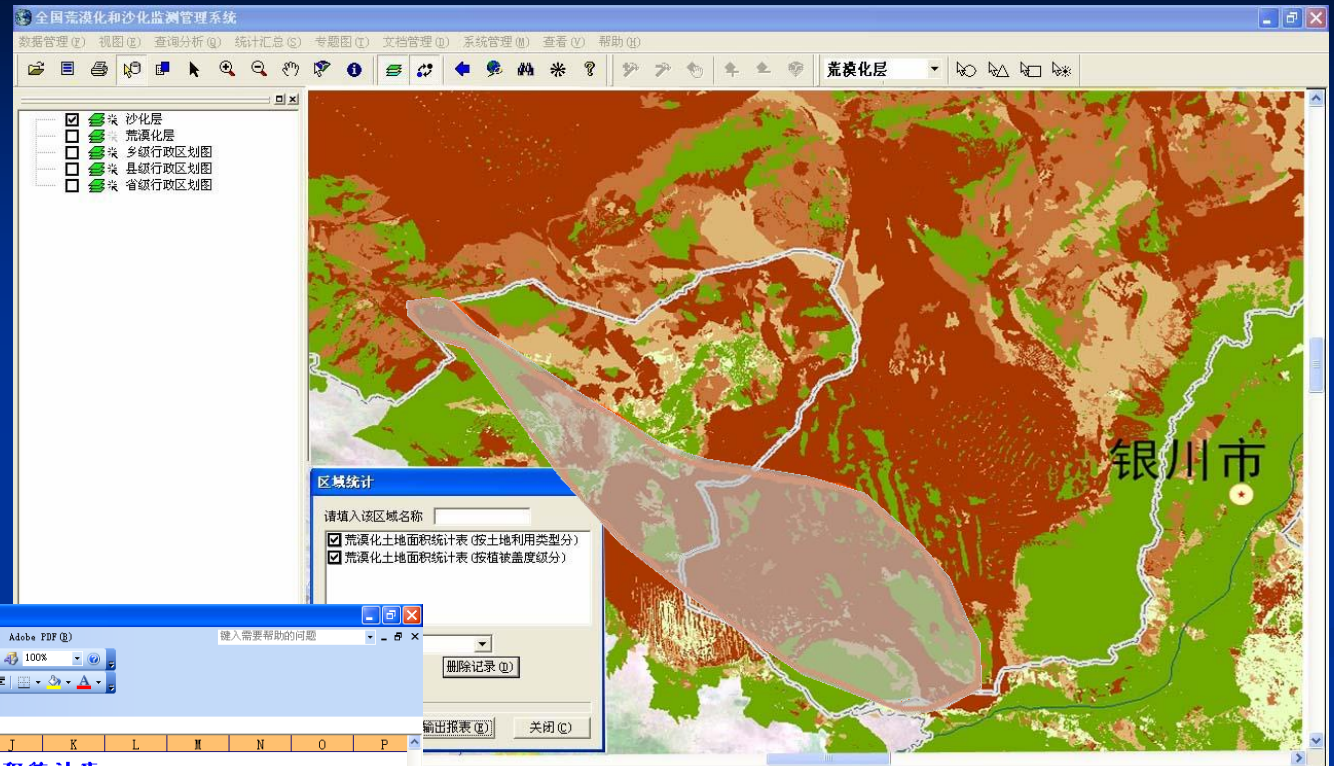 全国荒漠化和沙化监测管理系统
数据管理(F) 视图(E) 查询分析(Q) 统计汇总(S) 专题图(T) 文档管理(D) 系统管理(M) 查看(V) 帮助(H)
荒漠化层
沙化层
荒漠化层
乡级行政区划图
县级行政区划图
省级行政区划图
银川市
区域统计
请填入该区域名称
荒漠化土地面积统计表(按土地利用类型分)
荒漠化土地面积统计表(按植被盖度级分)
删除记录(D)
输出报表(E) 关闭(C)
Adobe PDF(B) 键入需要帮助的问题
100%
J K L M N O P